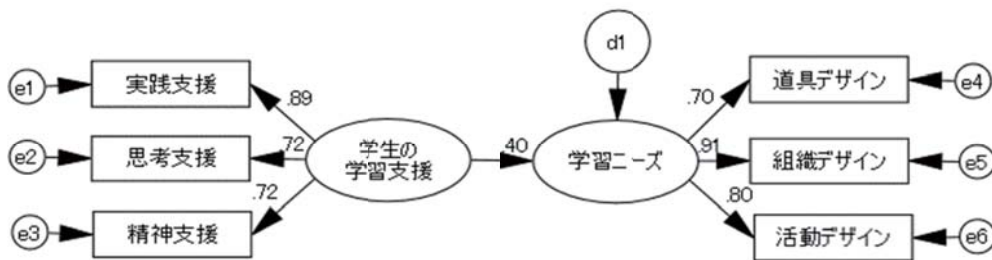 d1
e1
実践支援
.89
.70
道具デザイン
e4
e2
思考支援
.72
学生の
学習支援
.40
学習ニーズ
.91
組織デザイン
e5
.72
.80
e3
精神支援
活動デザイン
e6